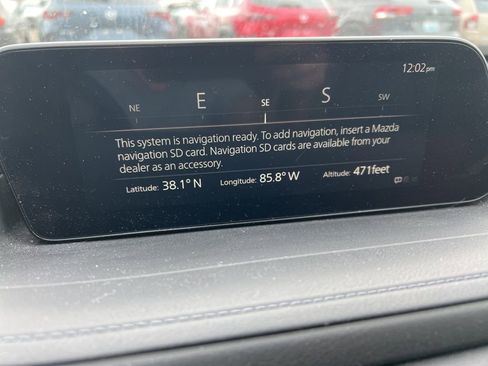 12:02pm
NE E SE S SW
This system is navigation ready. To add navigation, insert a Mazda
navigation SD card. Navigation SD cards are available from your
dealer as an accessory.
Latitude: 38.1° N Longitude: 85.8° W Altitude: 471feet